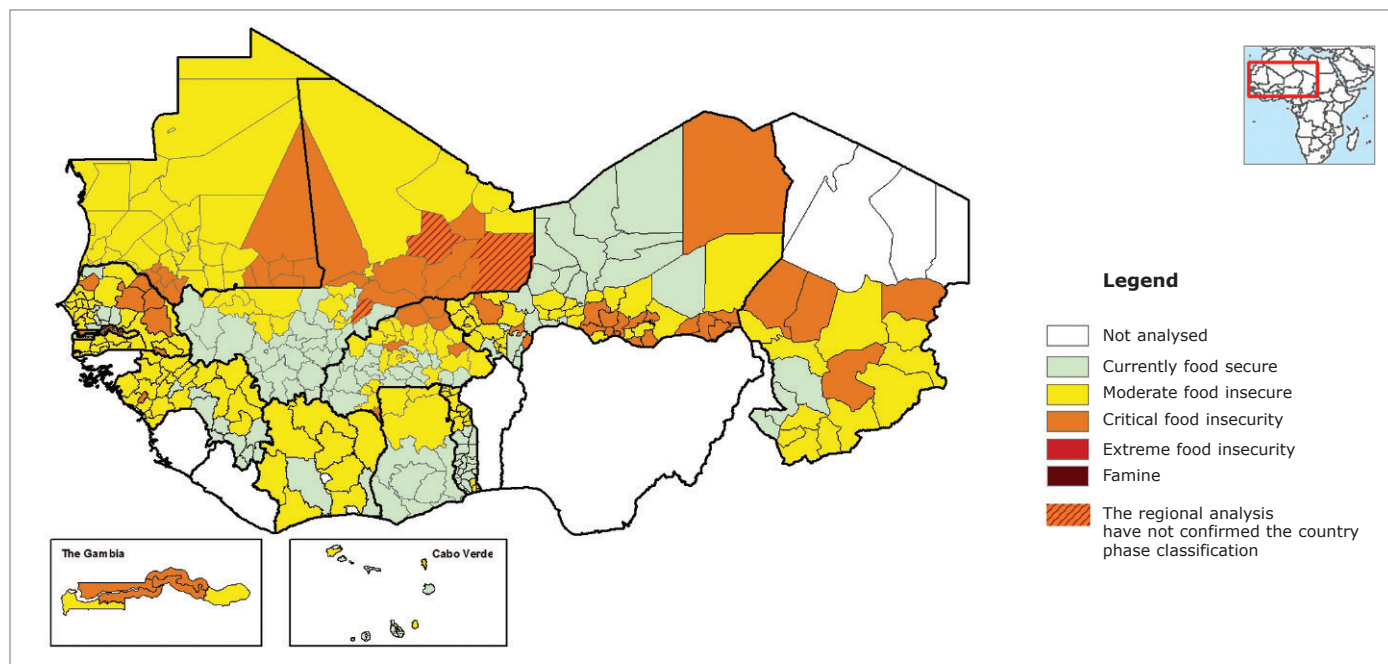 Legend
Not analysed
Currently food secure
Moderate food insecure
Critical food insecurity
Extreme food insecurity
Famine
The regional analysis
have not confirmed the country
phase classification
The Gambia
Cabo Verde